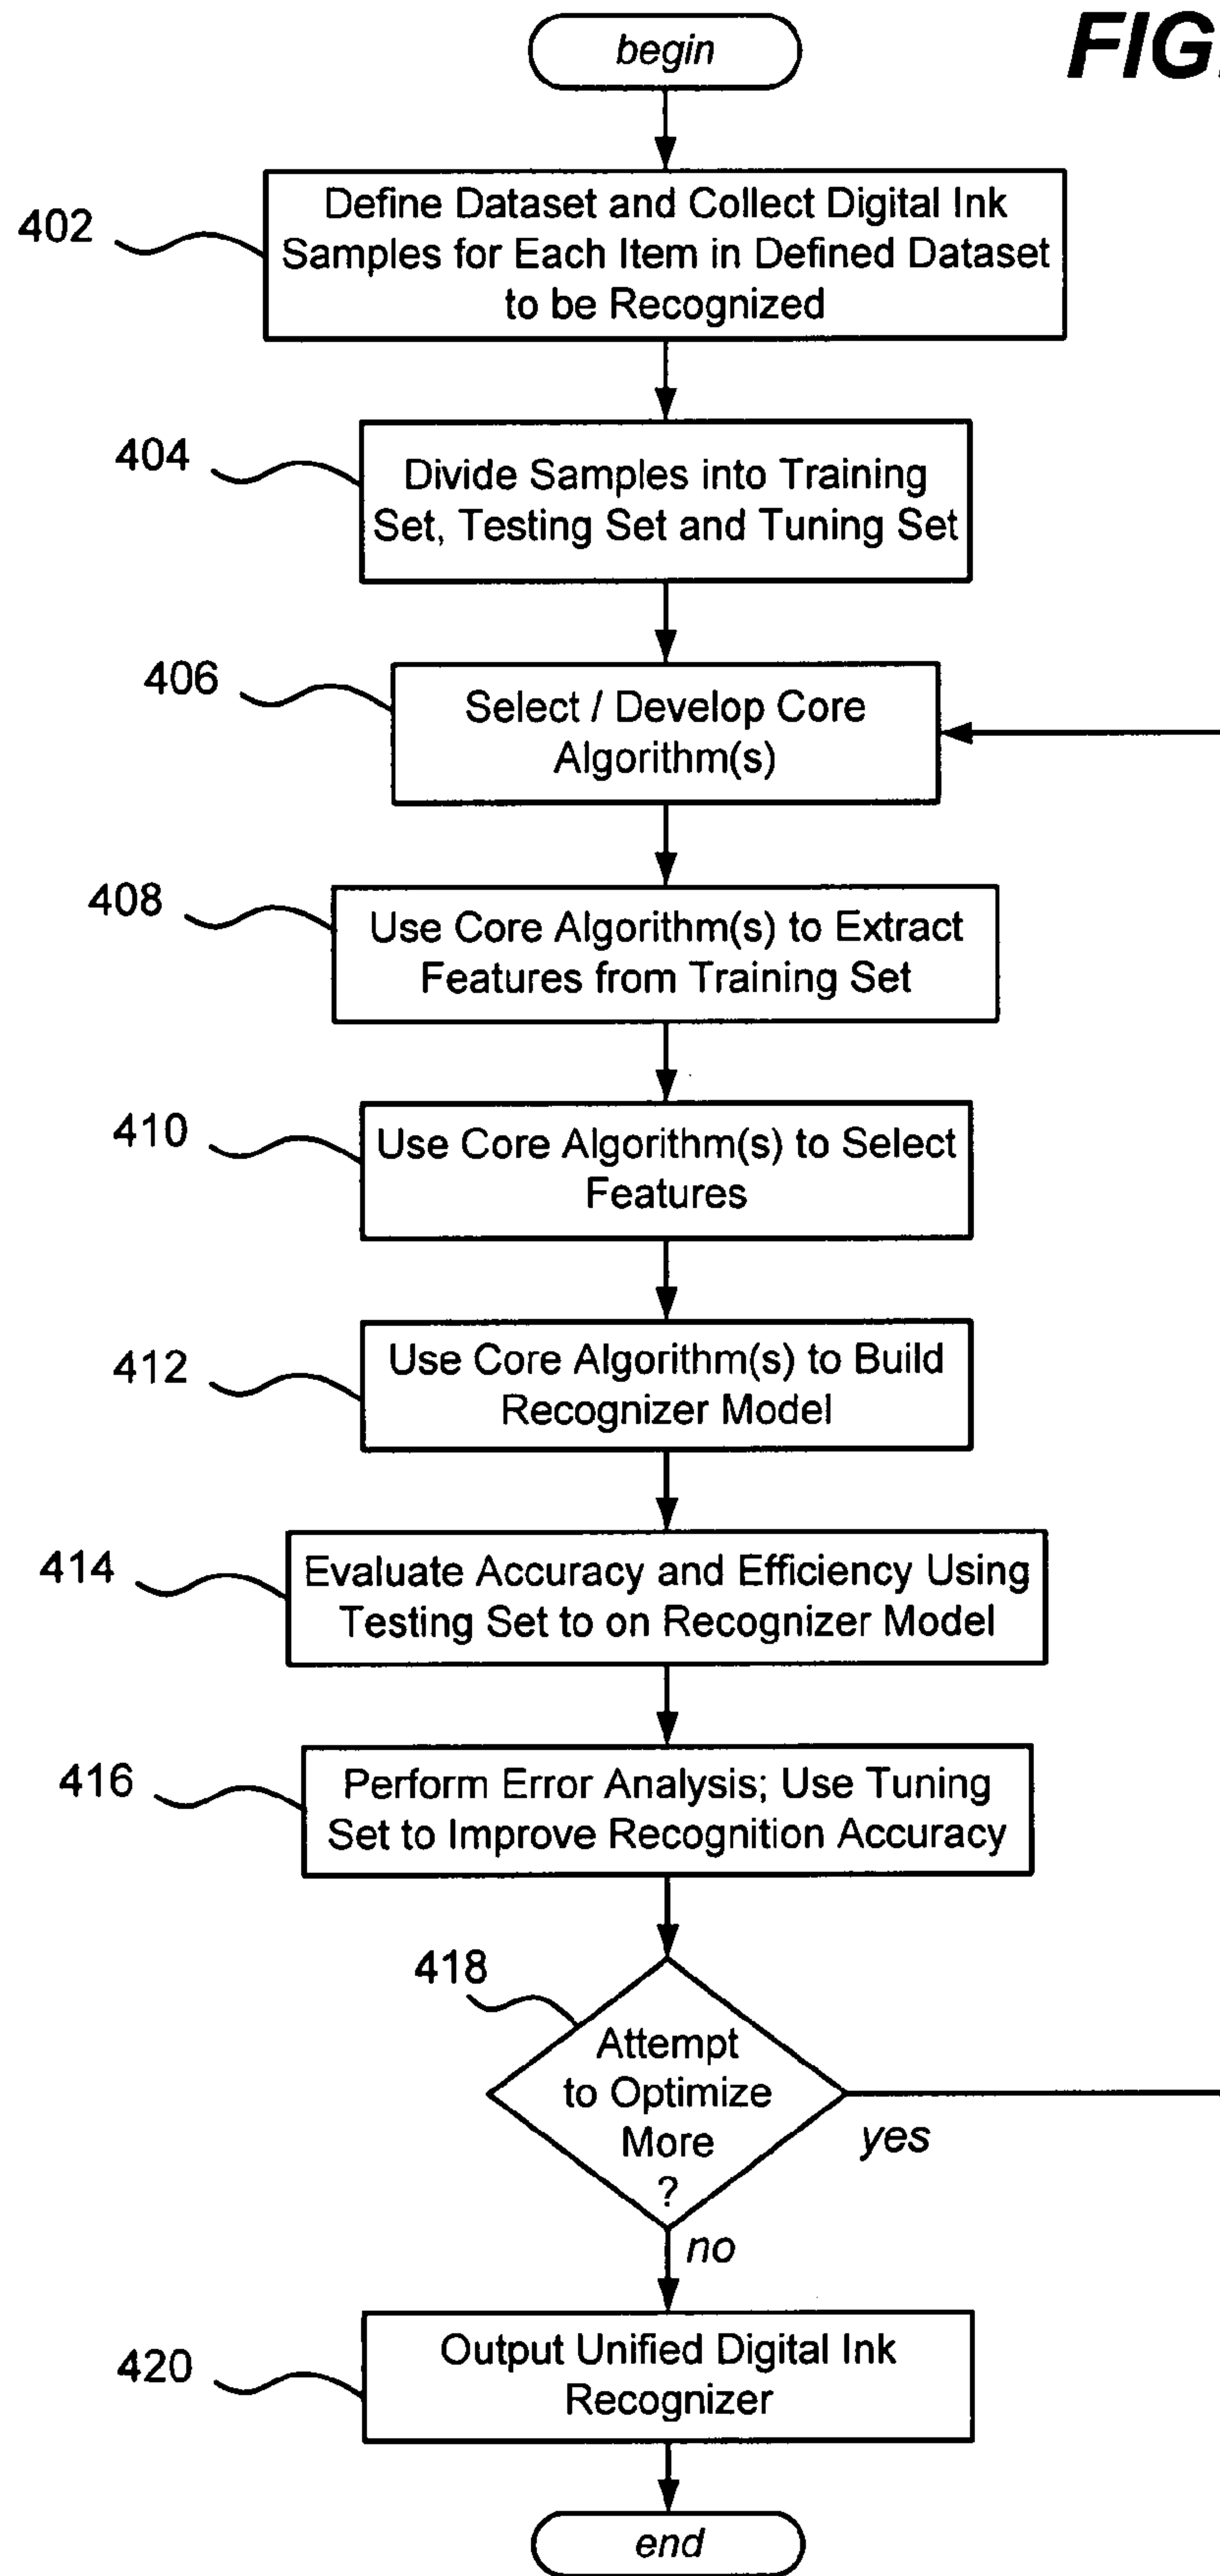 begin
FIG.
402
Define Dataset and Collect Digital Ink
Samples for Each Item in Defined Dataset
to be Recognized
404
Divide Samples into Training
Set, Testing Set and Tuning Set
406
Select / Develop Core
Algorithm(s)
408
Use Core Algorithm(s) to Extract
Features from Training Set
410
Use Core Algorithm(s) to Select
Features
412
Use Core Algorithm(s) to Build
Recognizer Model
414
Evaluate Accuracy and Efficiency Using
Testing Set to on Recognizer Model
416
Perform Error Analysis; Use Tuning
Set to Improve Recognition Accuracy
418
Attempt
to Optimize
More
?
yes
no
420
Output Unified Digital Ink
Recognizer
end